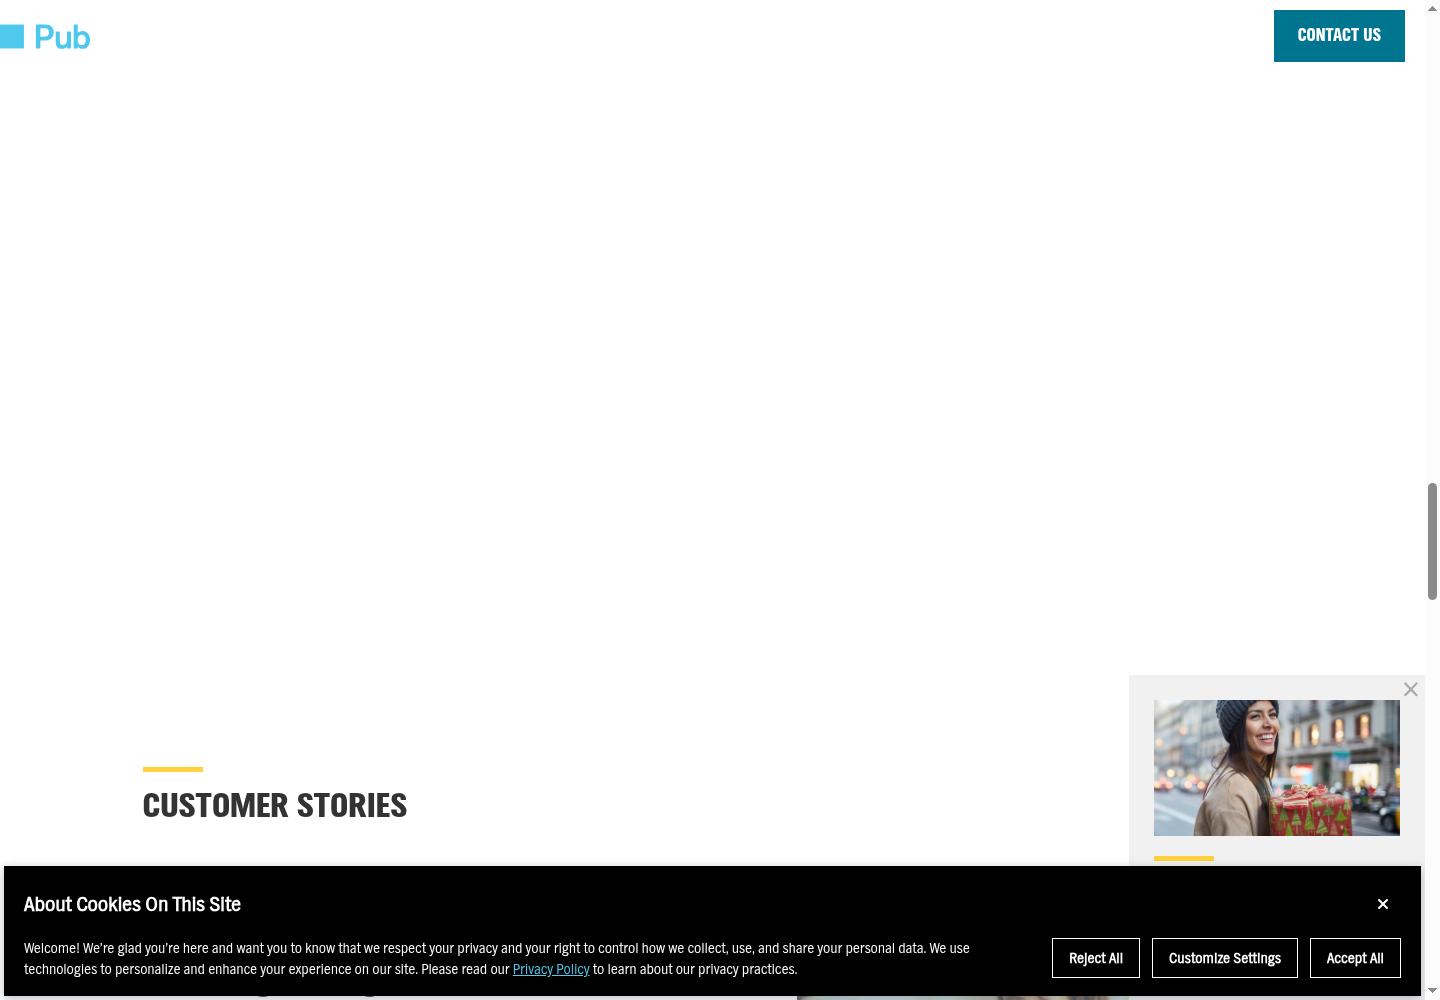 Pub
CONTACT US
CUSTOMER STORIES
About Cookies On This Site
Welcome! We're glad you're here and want you to know that we respect your privacy and your right to control how we collect, use, and share your personal data. We use
technologies to personalize and enhance your experience on our site. Please read our Privacy Policy to learn about our privacy practices.
Reject All
Customize Settings
Accept All